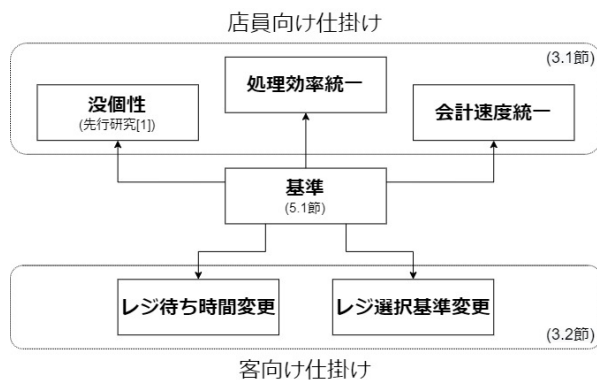 店員向け仕掛け
(3.1節)
没個性
(先行研究[1])
処理効率統一
会計速度統一
基準
(5.1節)
レジ待ち時間変更
レジ選択基準変更
(3.2節)
客向け仕掛け